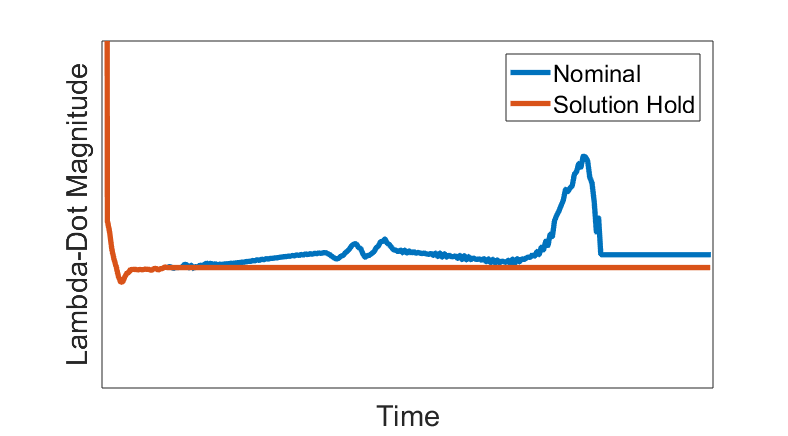 Nominal
Solution Hold
Lambda-Dot Magnitude
Time